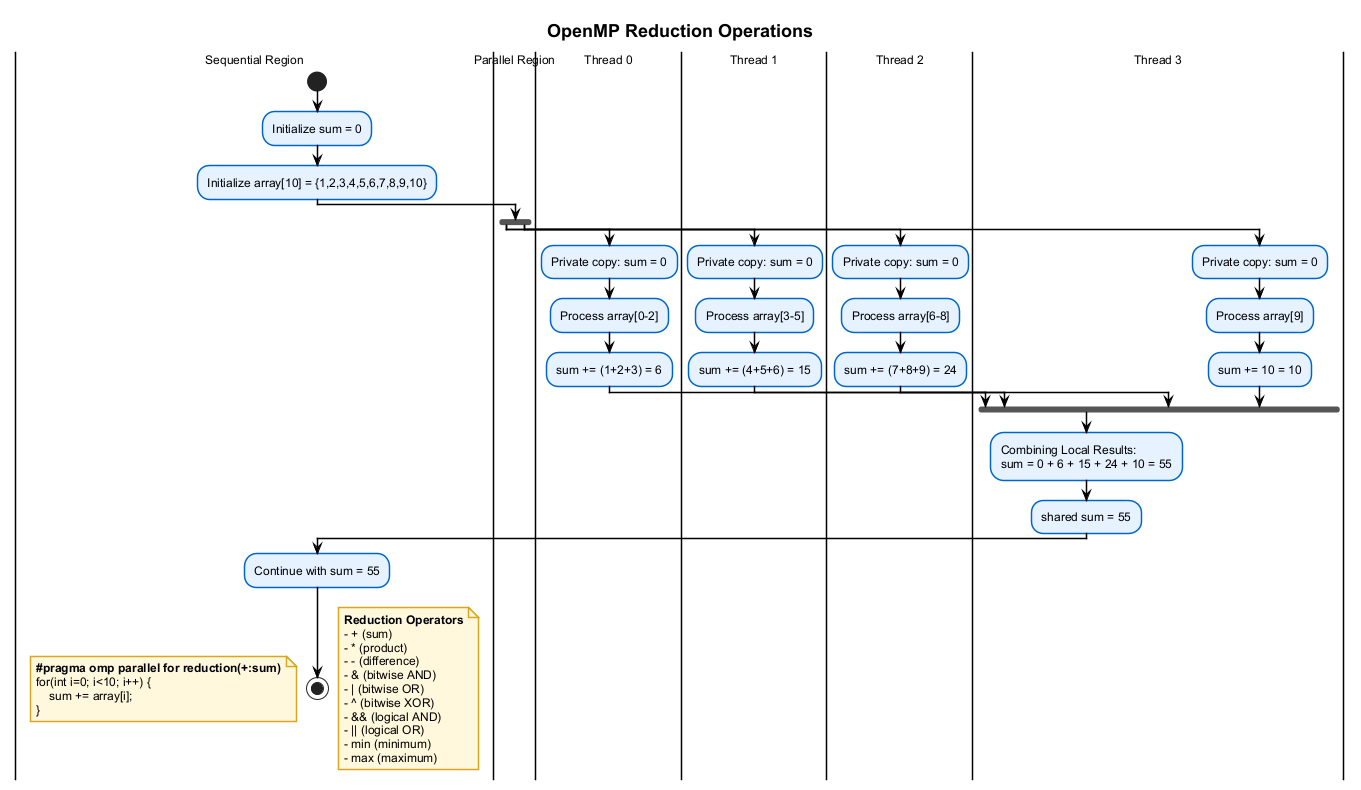 OpenMP Reduction Operations
Sequential Region
Parallel Region
Thread 0
Thread 1
Thread 2
Thread 3
Initialize sum = 0
Initialize array[10] = {1,2,3,4,5,6,7,8,9,10}
Private copy: sum = 0
Private copy: sum = 0
Private copy: sum = 0
Private copy: sum = 0
Process array[0-2]
Process array[3-5]
Process array[6-8]
Process array[9]
sum += (1+2+3) = 6
sum += (4+5+6) = 15
sum += (7+8+9) = 24
sum += 10 = 10
Combining Local Results:
sum = 0 + 6 + 15 + 24 + 10 = 55
shared sum = 55
Continue with sum = 55
#pragma omp parallel for reduction(+:sum)
for(int i=0; i<10; i++) {
    sum += array[i];
}
Reduction Operators
- + (sum)
- * (product)
- - (difference)
- & (bitwise AND)
- | (bitwise OR)
- ^ (bitwise XOR)
- && (logical AND)
- || (logical OR)
- min (minimum)
- max (maximum)